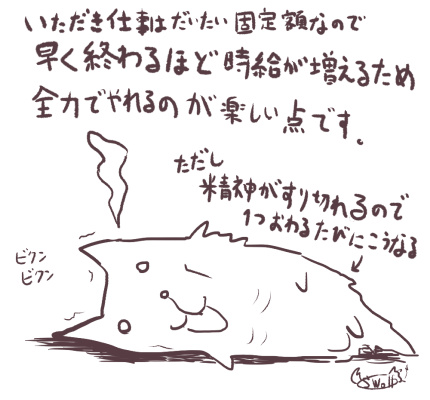 いただき仕事はだいたい固定額なので
早く終わるほど時給が増えるため
全力でやれるのが楽しい点です。
ただし
精神がすり切れるので
1つおわるたびにこうなる
ビクン
ビクン